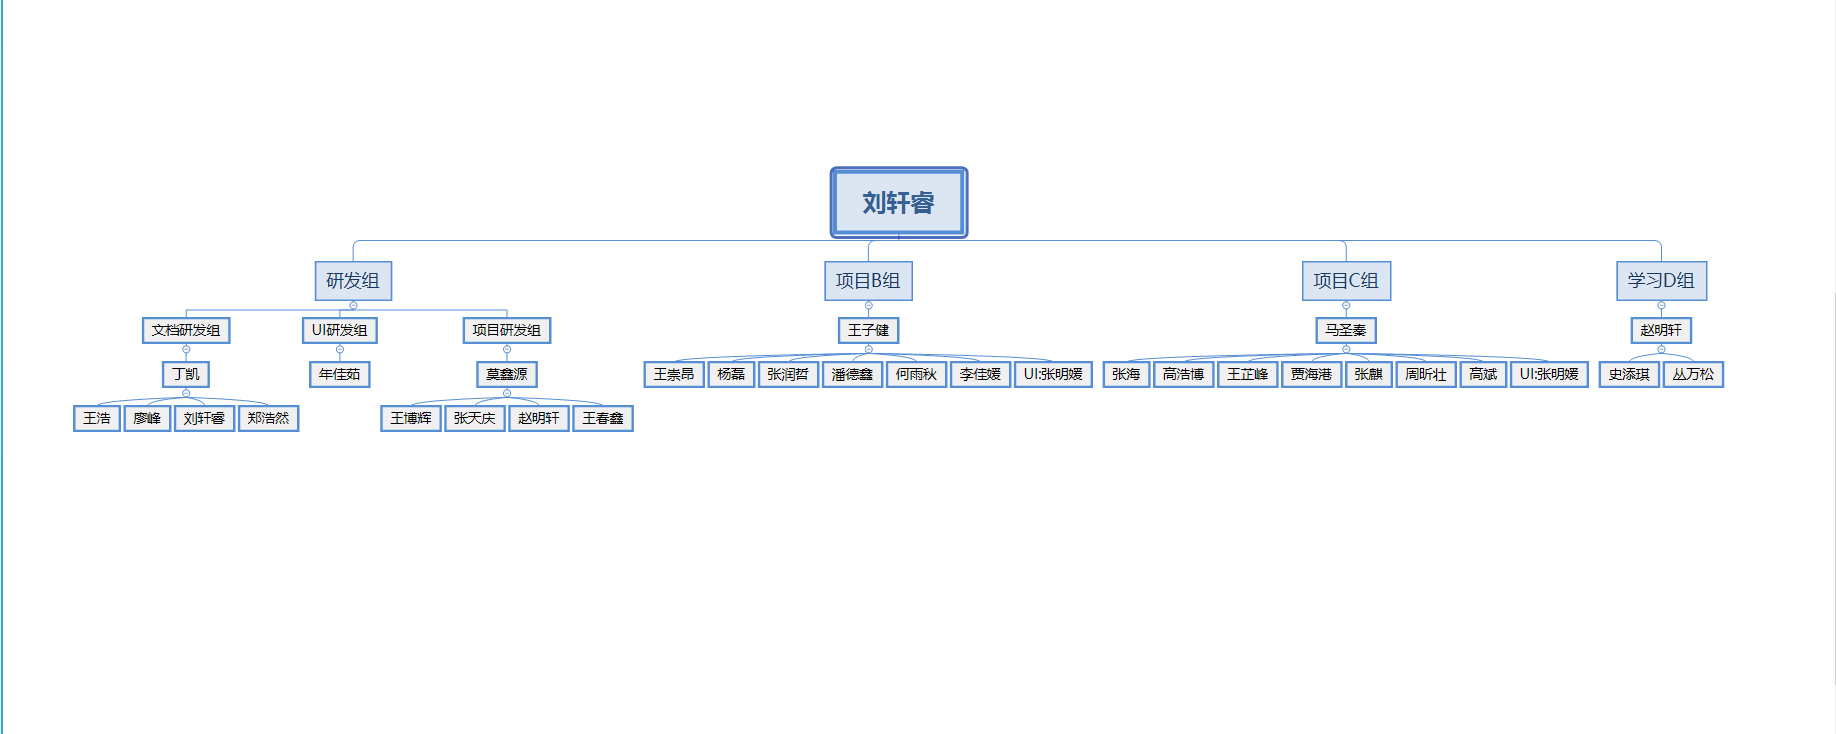 刘轩睿
研发组 项目B组 项目C组 学习D组
文档研发组 UI研发组 项目研发组 王子健 马圣秦 赵明轩
丁凯 年佳茹 莫鑫源 王崇昂 杨磊 张润哲 潘德鑫 何雨秋 李佳媛 UI:张明媛 张海 高浩博 王芷峰 贾海港 张麒 周昕壮 高斌 UI:张明媛 史添琪 丛万松
王浩 廖峰 刘轩睿 郑浩然 王博辉 张天庆 赵明轩 王春鑫